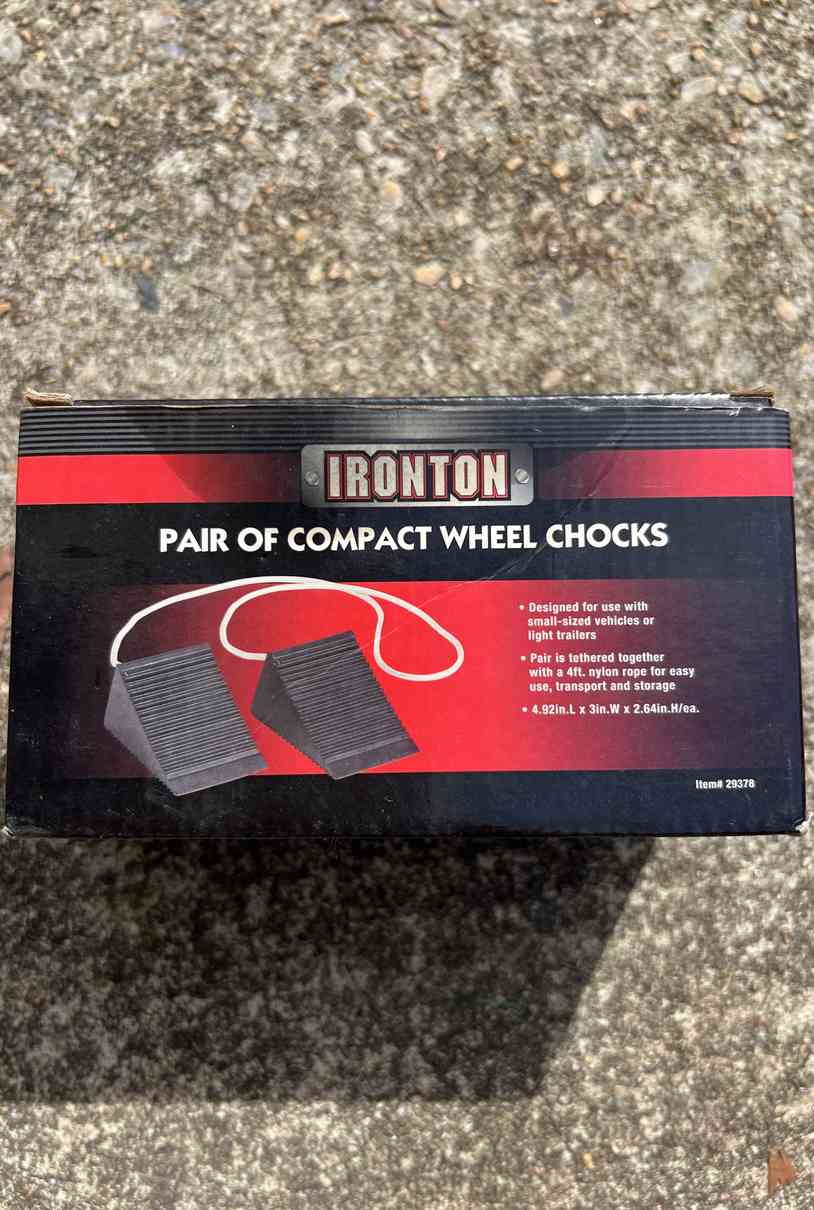 IRONTON
PAIR OF COMPACT WHEEL CHOCKS
• Designed for use with
small-sized vehicles or
light trailers
• Pair is tethered together
with a 4ft. nylon rope for easy
use, transport and storage
• 4.92in.L x 3in.W x 2.64in.H/ea.
Item# 29378